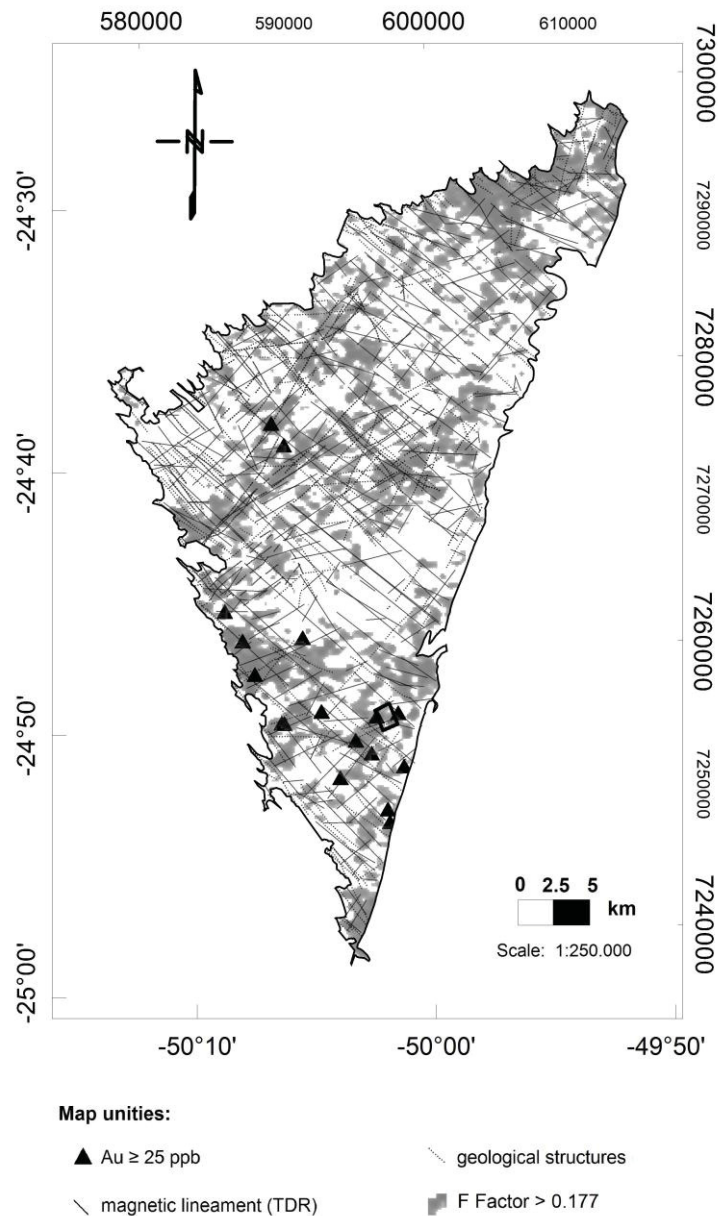 580000 590000 600000 610000
7300000
N
-24°30'
7290000
7280000
-24°40'
7270000
7260000
-24°50'
7250000
0 2.5 5
km
7240000
Scale: 1:250.000
-25°00'
-50°10' -50°00' -49°50'
Map unities:
Au ≥ 25 ppb
geological structures
magnetic lineament (TDR)
F Factor > 0.177